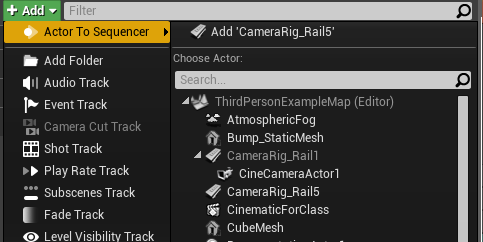 + Add Filter
Actor To Sequencer
Add Folder
Audio Track
Event Track
Camera Cut Track
Shot Track
Play Rate Track
Subscenes Track
Fade Track
Level Visibility Track
Add 'CameraRig_Rail5'
Choose Actor:
Search...
ThirdPersonExampleMap (Editor)
AtmosphericFog
Bump_StaticMesh
CameraRig_Rail1
CineCameraActor1
CameraRig_Rail5
CinematicForClass
CubeMesh